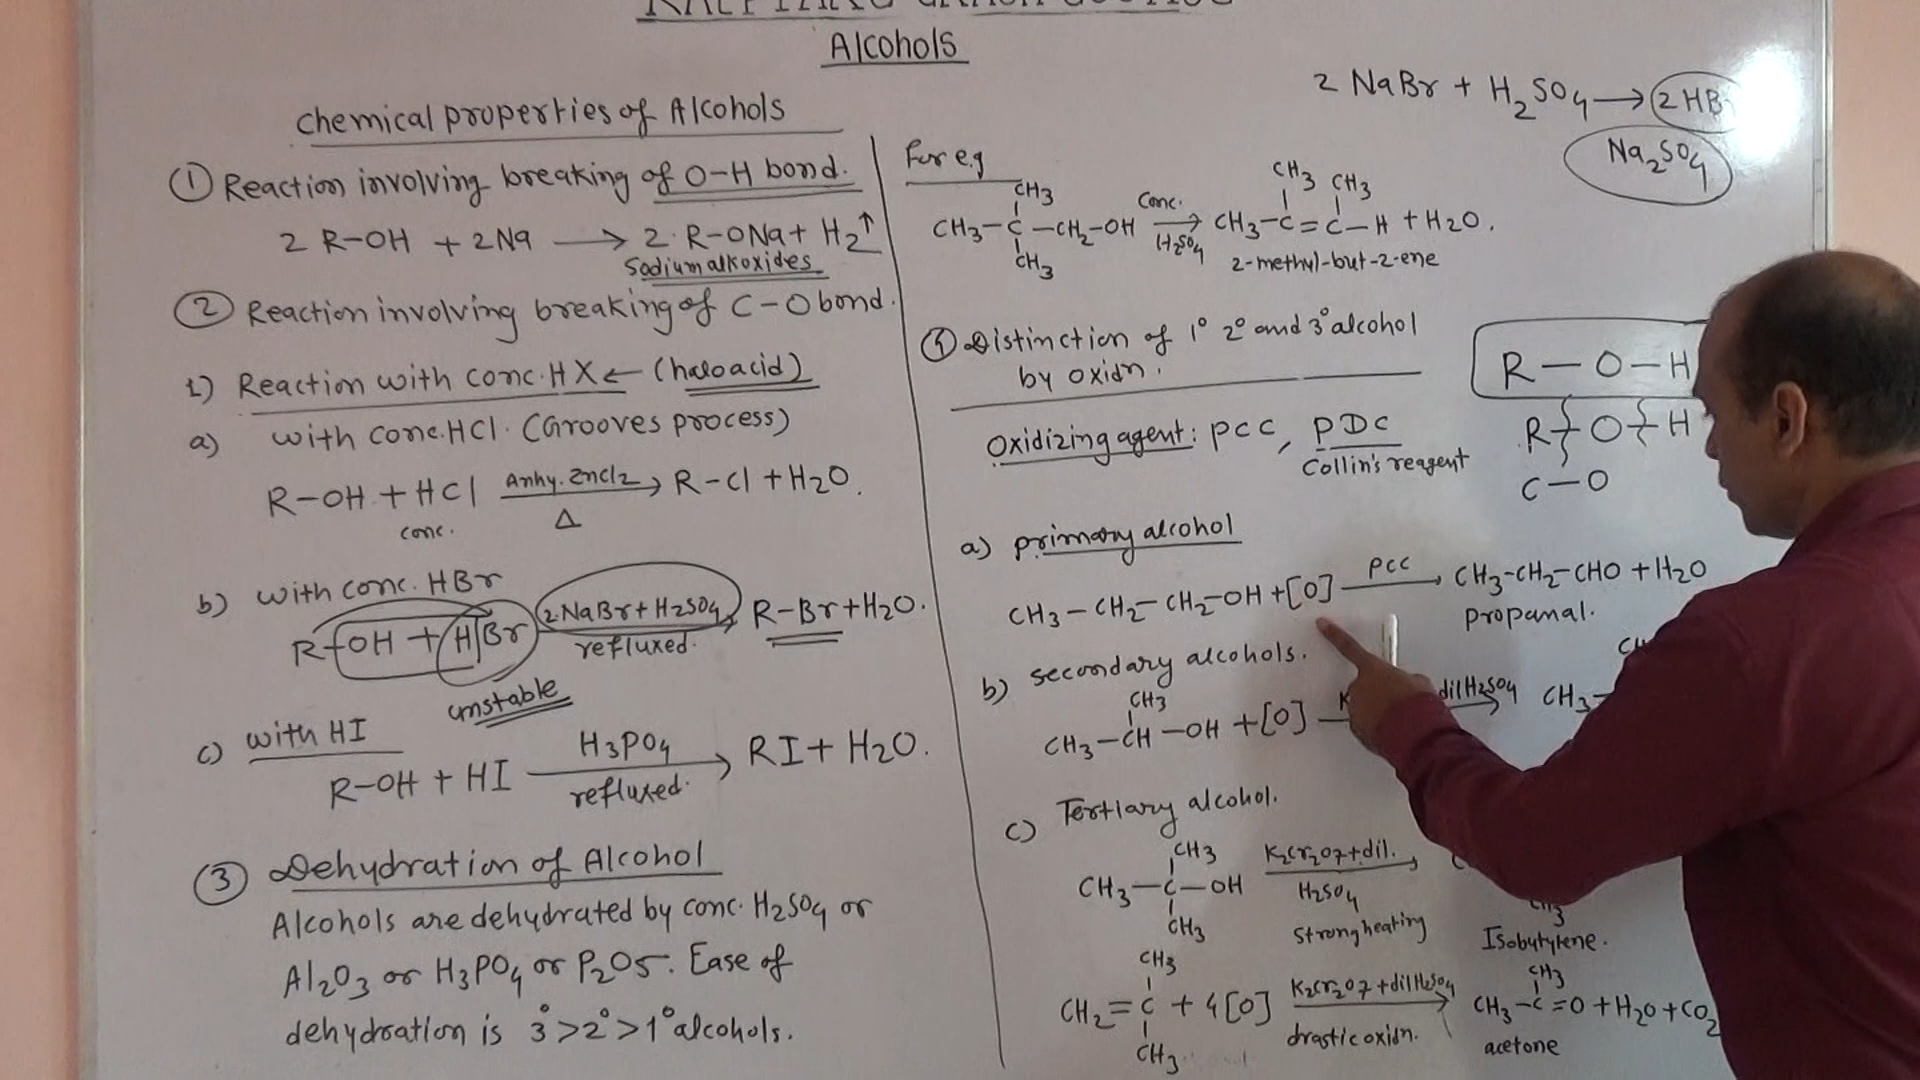 Alcohols
Chemical properties of Alcohols
① Reaction involving breaking of O-H bond.
2 R-OH + 2Na ⟶ 2 R-ONa + H2↑
Sodium alkoxides
② Reaction involving breaking of C-O bond.
1) Reaction with conc. HX ← (haloacid)
a) with conc. HCl. (Grooves process)
R-OH + HCl Anhy. ZnCl2 → R-Cl + H2O.
conc. Δ
b) with conc. HBr
R-OH + HBr 2NaBr + H2SO4 → R-Br + H2O.
refluxed.
unstable
c) with HI
R-OH + HI H3PO4 → RI + H2O.
refluxed.
③ Dehydration of Alcohol
Alcohols are dehydrated by conc. H2SO4 or
Al2O3 or H3PO4 or P2O5. Ease of
dehydration is 3° > 2° > 1° alcohols.
2 NaBr + H2SO4 ⟶ 2HB
Na2SO4
For e.g
CH3 CH3 CH3
CH3-C-CH2-OH Conc. → H2SO4 CH3-C=C-H + H2O.
CH3 2-methyl-but-2-ene
Distinction of 1° 2° and 3° alcohol
by oxidn.
Oxidizing agent: PCC, PDC
Collin's reagent
R-O-H
R-O-H
C-O
a) primary alcohol
CH3-CH2-CH2-OH + [O] PCC → CH3-CH2-CHO + H2O
propanal.
b) secondary alcohols.
CH3
CH3-CH-OH + [O] K dil H2SO4 → CH3-
c) Tertiary alcohol.
CH3
CH3-C-OH K2Cr2O7 + dil. →
H2SO4
CH3 strong heating CH3
Isobutylene.
CH3 CH3
CH2=C + 4[O] K2Cr2O7 + dil H2SO4 → CH3-C=O + H2O + CO2
CH3 drastic oxidn. acetone